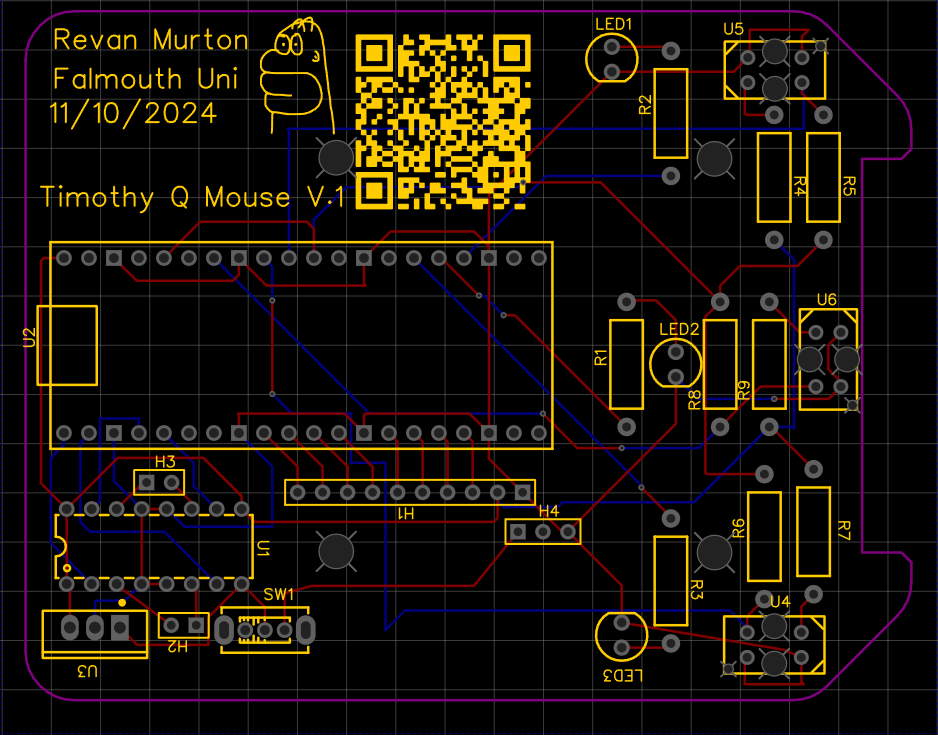 Revan Murton
Falmouth Uni
11/10/2024
Timothy Q Mouse V.1
LED1
U5
R2
R4
R5
U2
R1
LED2
R8
R9
U6
H3
H1
H4
U1
R6
R7
R3
SW1
H2
U3
LED3
U4